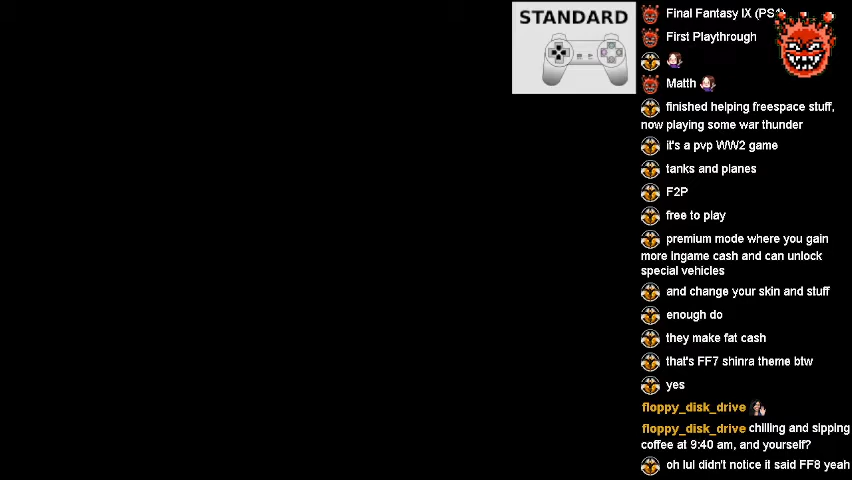 STANDARD
Final Fantasy IX (PS1)
First Playthrough
Matth
finished helping freespace stuff,
now playing some war thunder
it's a pvp WW2 game
tanks and planes
F2P
free to play
premium mode where you gain
more ingame cash and can unlock
special vehicles
and change your skin and stuff
enough do
they make fat cash
that's FF7 shinra theme btw
yes
floppy_disk_drive
floppy_disk_drive chilling and sipping
coffee at 9:40 am, and yourself?
oh lul didn't notice it said FF8 yeah